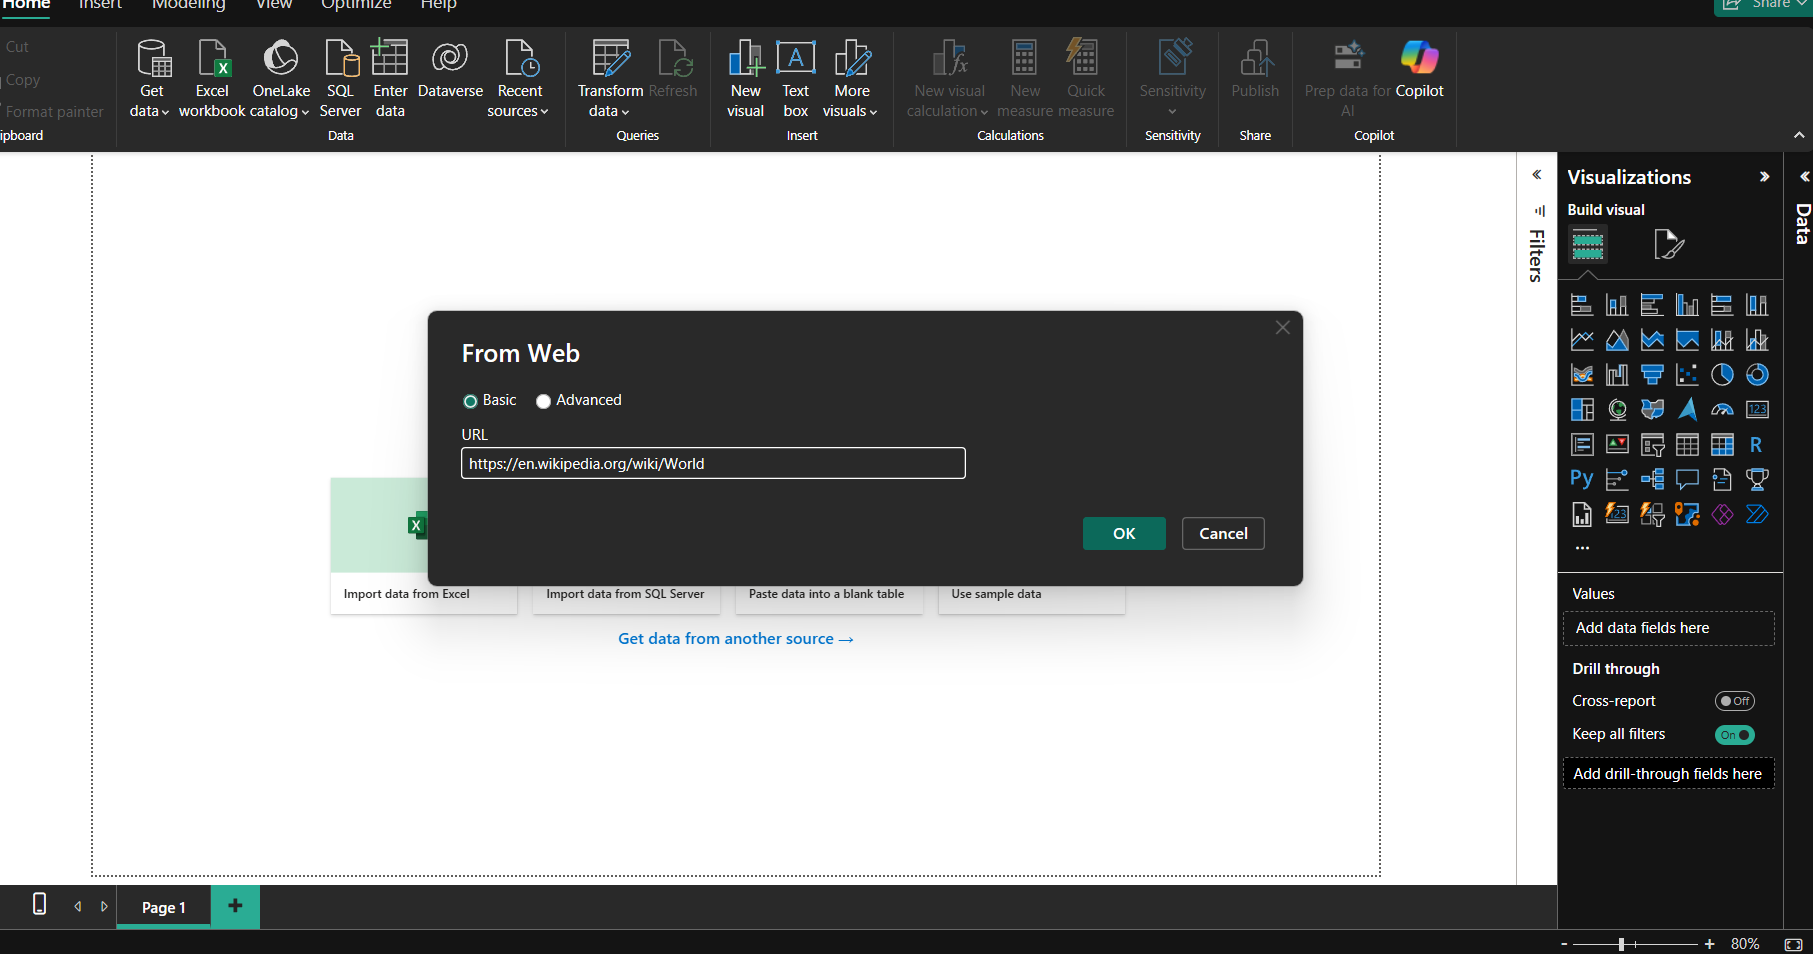 Home Insert Modeling View Optimize Help Share
Cut
Copy
Format painter
Get data
Excel workbook
OneLake catalog
SQL Server
Enter data
Dataverse
Recent sources
Data
Transform data
Refresh
Queries
New visual
Text box
More visuals
Insert
New visual calculation
New measure
Quick measure
Calculations
Sensitivity
Sensitivity
Publish
Share
Prep data for AI
Copilot
Copilot
ipboard
Filters
Visualizations
Build visual
Data
123
R
Py
123
...
Values
Add data fields here
Drill through
Cross-report Off
Keep all filters On
Add drill-through fields here
From Web
Basic Advanced
URL
https://en.wikipedia.org/wiki/World
OK Cancel
X
Import data from Excel
Import data from SQL Server
Paste data into a blank table
Use sample data
Get data from another source →
Page 1 +
- + 80%